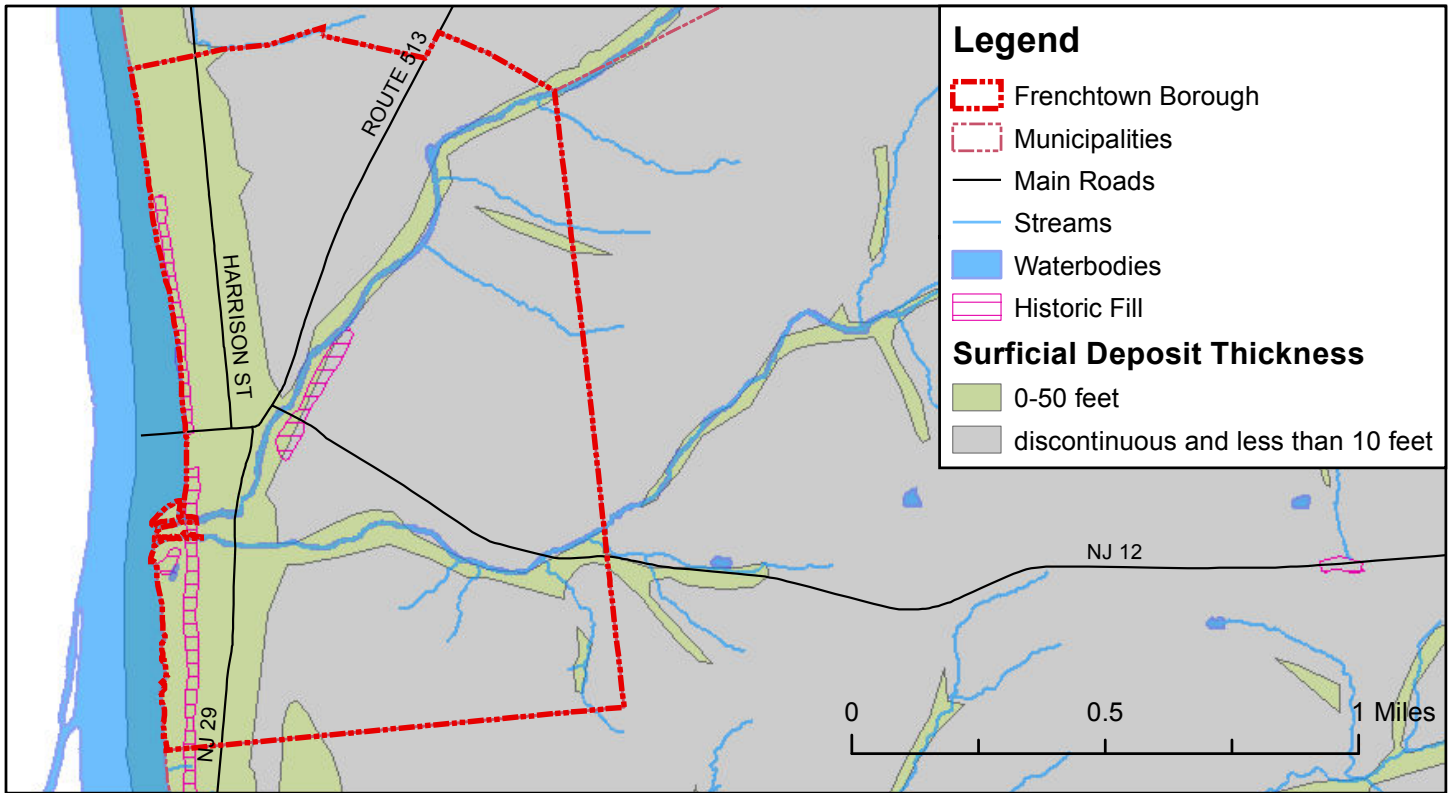 Legend
Frenchtown Borough
Municipalities
Main Roads
Streams
Waterbodies
Historic Fill
Surficial Deposit Thickness
0-50 feet
discontinuous and less than 10 feet
ROUTE 513
HARRISON ST
NJ 12
NJ 29
0 0.5 1 Miles